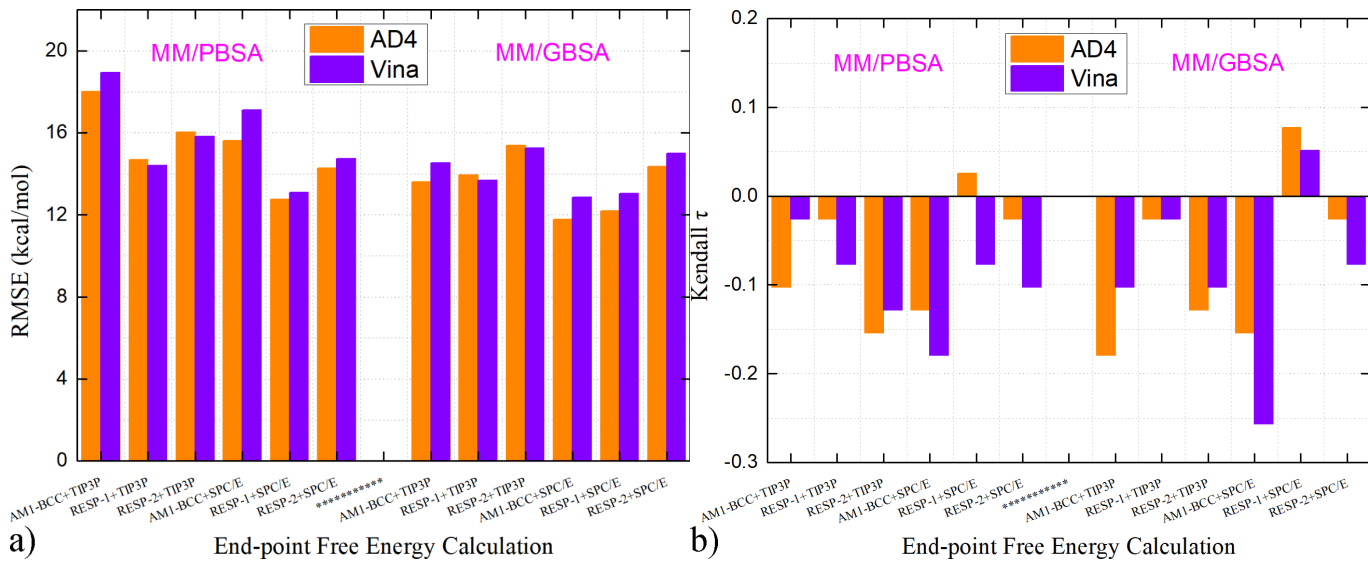 20
16
12
8
4
0
RMSE (kcal/mol)
MM/PBSA
AD4
Vina
MM/GBSA
AM1-BCC+TIP3P
RESP-1+TIP3P
RESP-2+TIP3P
AM1-BCC+SPC/E
RESP-1+SPC/E
RESP-2+SPC/E
***********
AM1-BCC+TIP3P
RESP-1+TIP3P
RESP-2+TIP3P
AM1-BCC+SPC/E
RESP-1+SPC/E
RESP-2+SPC/E
a)
End-point Free Energy Calculation
0.2
0.1
0.0
-0.1
-0.2
-0.3
Kendall τ
MM/PBSA
AD4
Vina
MM/GBSA
AM1-BCC+TIP3P
RESP-1+TIP3P
RESP-2+TIP3P
AM1-BCC+SPC/E
RESP-1+SPC/E
RESP-2+SPC/E
***********
AM1-BCC+TIP3P
RESP-1+TIP3P
RESP-2+TIP3P
AM1-BCC+SPC/E
RESP-1+SPC/E
RESP-2+SPC/E
b)
End-point Free Energy Calculation